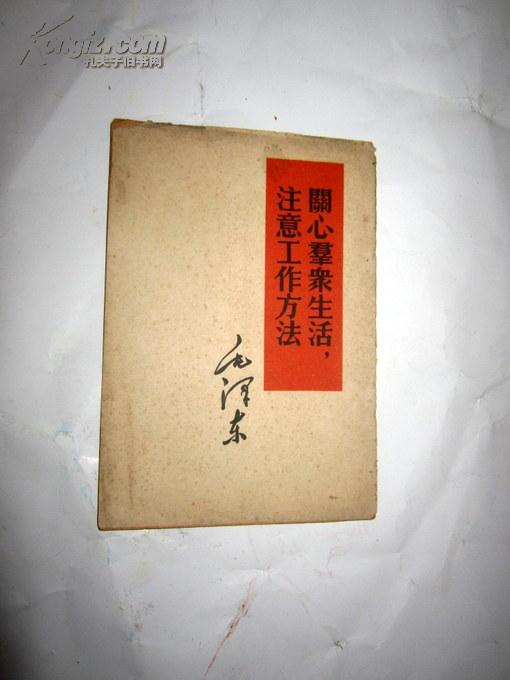 Kongfz.com
孔夫子旧书网
關心羣衆生活，
注意工作方法
毛泽东